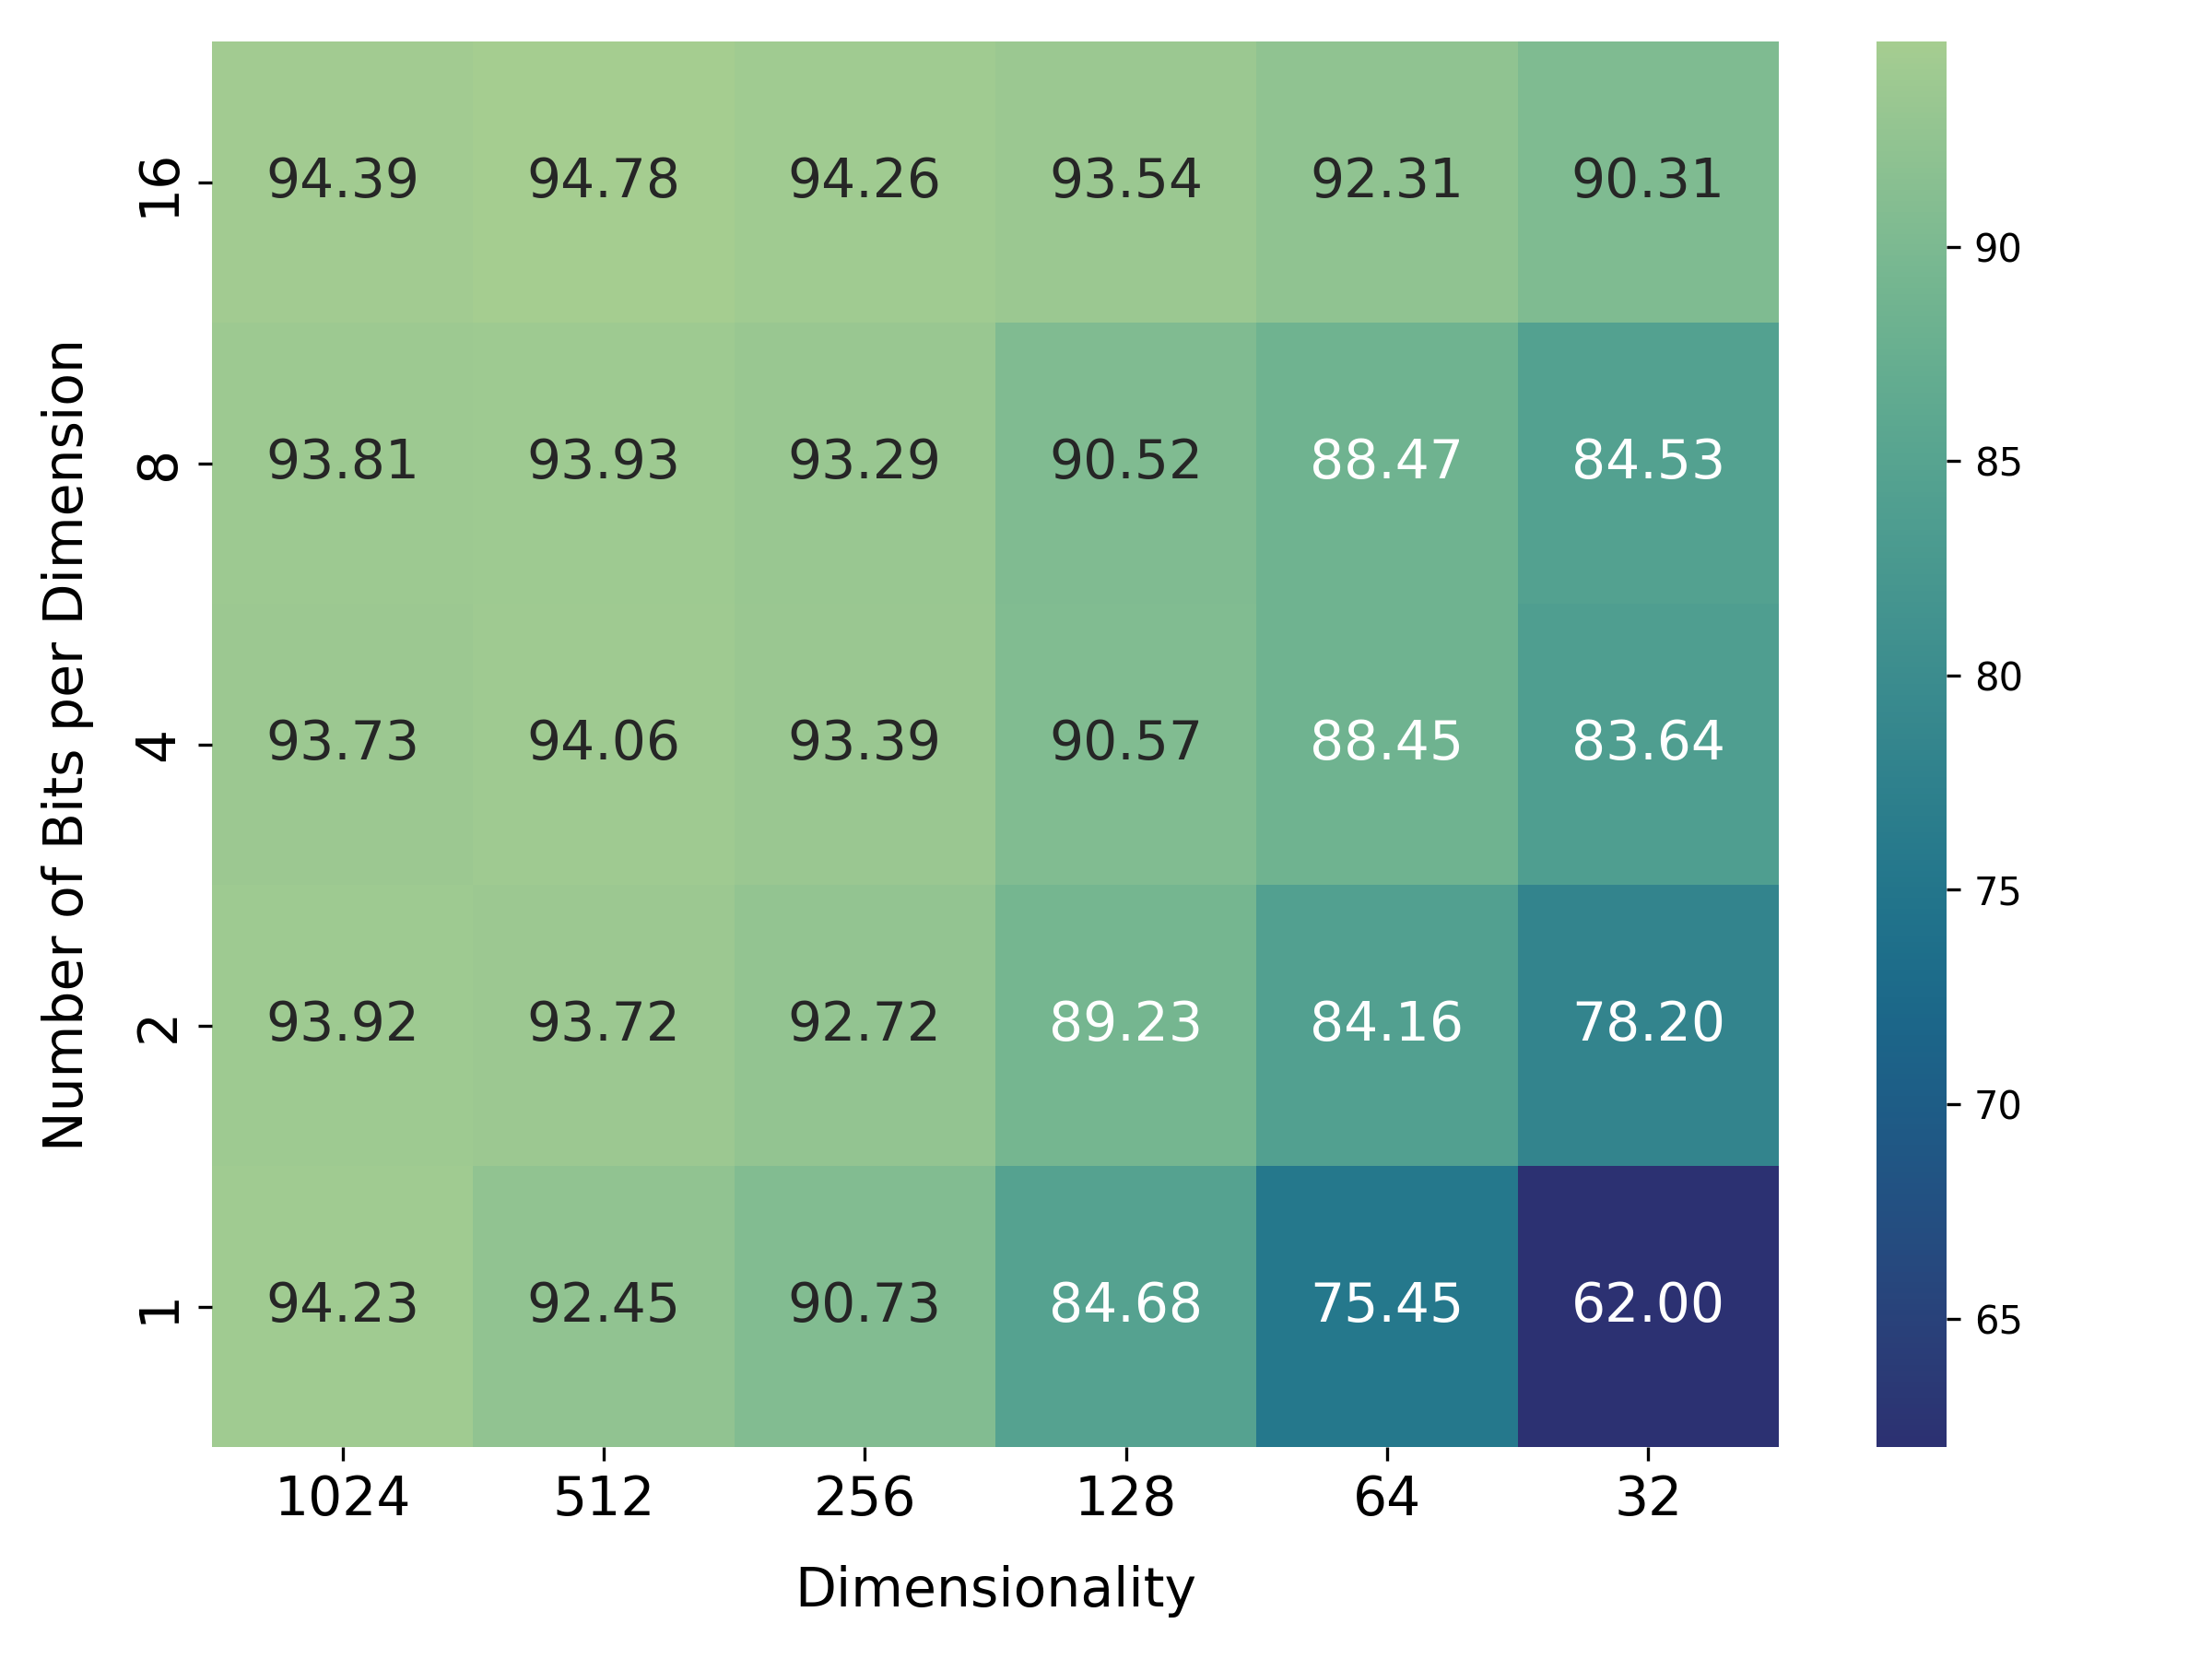 Number of Bits per Dimension
16 94.39 94.78 94.26 93.54 92.31 90.31
8 93.81 93.93 93.29 90.52 88.47 84.53
4 93.73 94.06 93.39 90.57 88.45 83.64
2 93.92 93.72 92.72 89.23 84.16 78.20
1 94.23 92.45 90.73 84.68 75.45 62.00
1024 512 256 128 64 32
Dimensionality
90
85
80
75
70
65